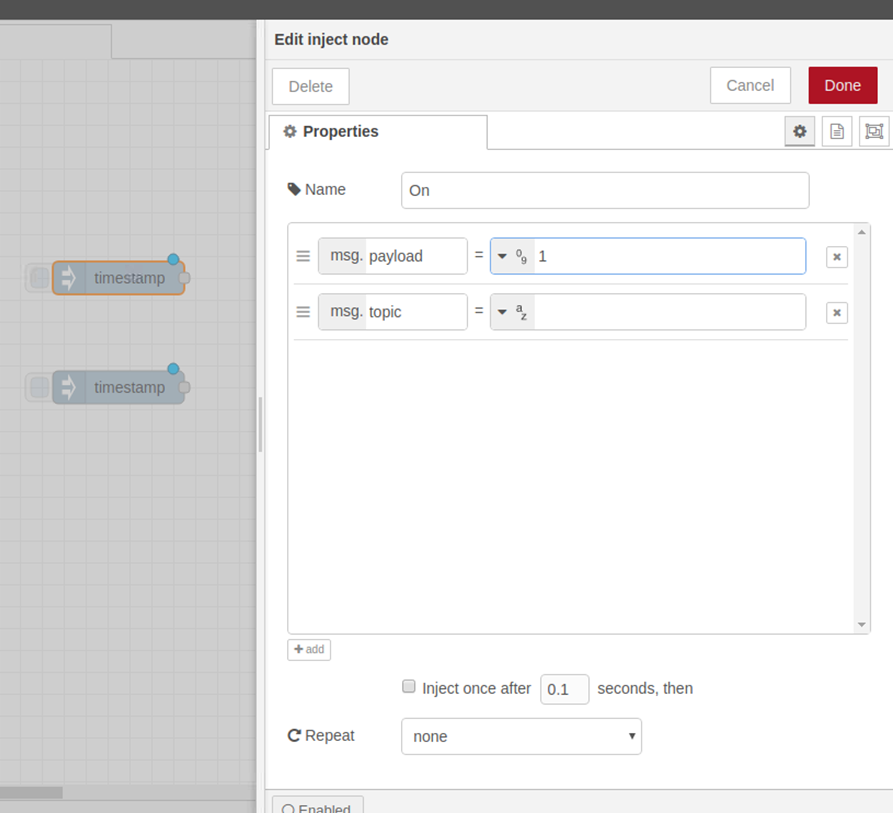 Edit inject node
Delete
Cancel
Done
Properties
Name
On
msg. payload = 0 9 1
msg. topic = a z
timestamp
timestamp
add
Inject once after 0.1 seconds, then
Repeat none
Enabled